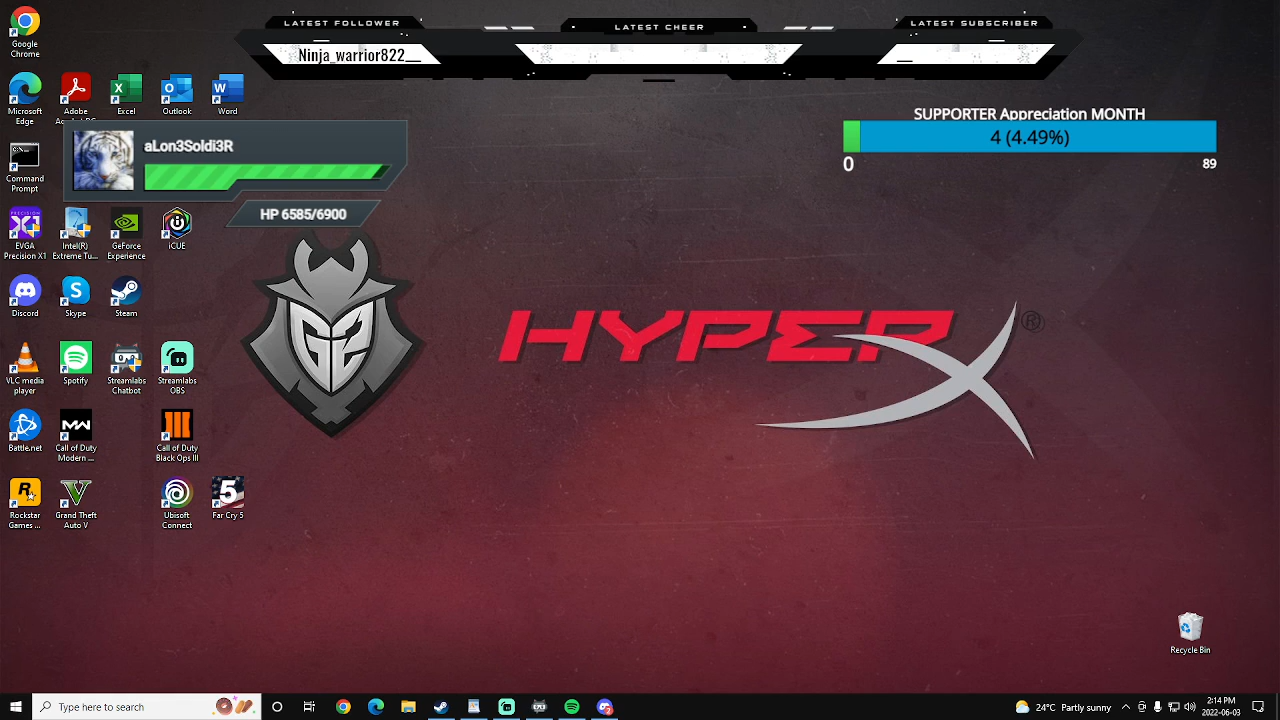 LATEST FOLLOWER
LATEST CHEER
LATEST SUBSCRIBER
Ninja_warrior822__
Google
Chrome
Microsoft
Edge
Adobe
Excel
Outlook
Word
aLon3Soldi3R
HP 6585/6900
SUPPORTER Appreciation MONTH
4 (4.49%)
0
89
Command
Prompt
EVGA
Precision X1
Intel(R)
Extreme Tu...
GeForce
Experience
iCUE
Discord
Skype
Steam
VLC media
player
Spotify
Streamlabs
Chatbot
Streamlabs
OBS
Battle.net
Call of Duty
Modern ...
Call of Duty
Black Ops III
Rockstar
Games ...
Grand Theft
Auto V
Ubisoft
Connect
Far Cry 5
G2
HYPERX
®
Recycle Bin
Type here to search
24°C Partly sunny
2:14 PM
2022-06-03